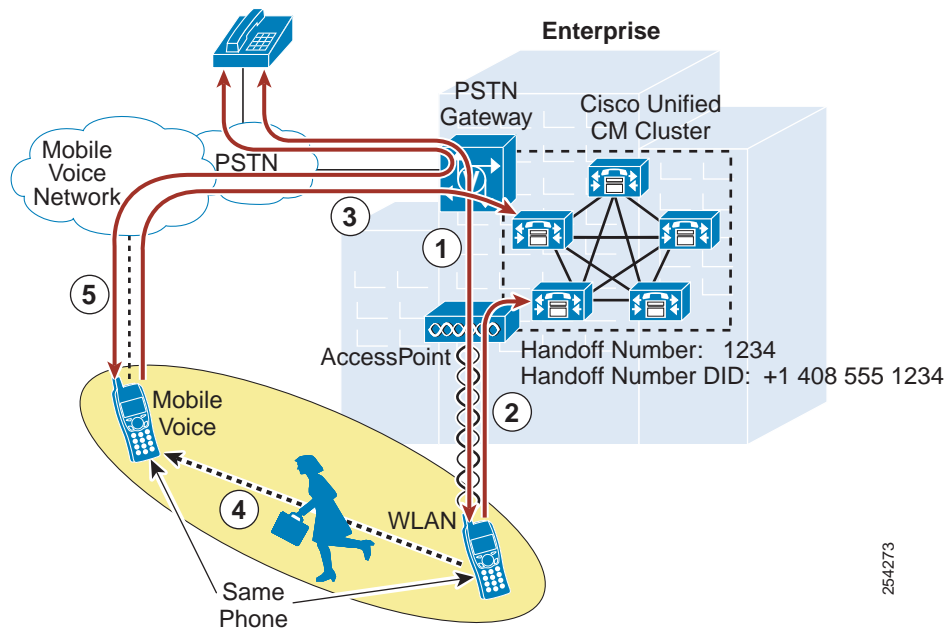 Enterprise
PSTN
Gateway
Cisco Unified
CM Cluster
Mobile
Voice
Network
PSTN
3
1
5
AccessPoint
Handoff Number: 1234
Handoff Number DID: +1 408 555 1234
2
Mobile
Voice
4
WLAN
Same
Phone
254273